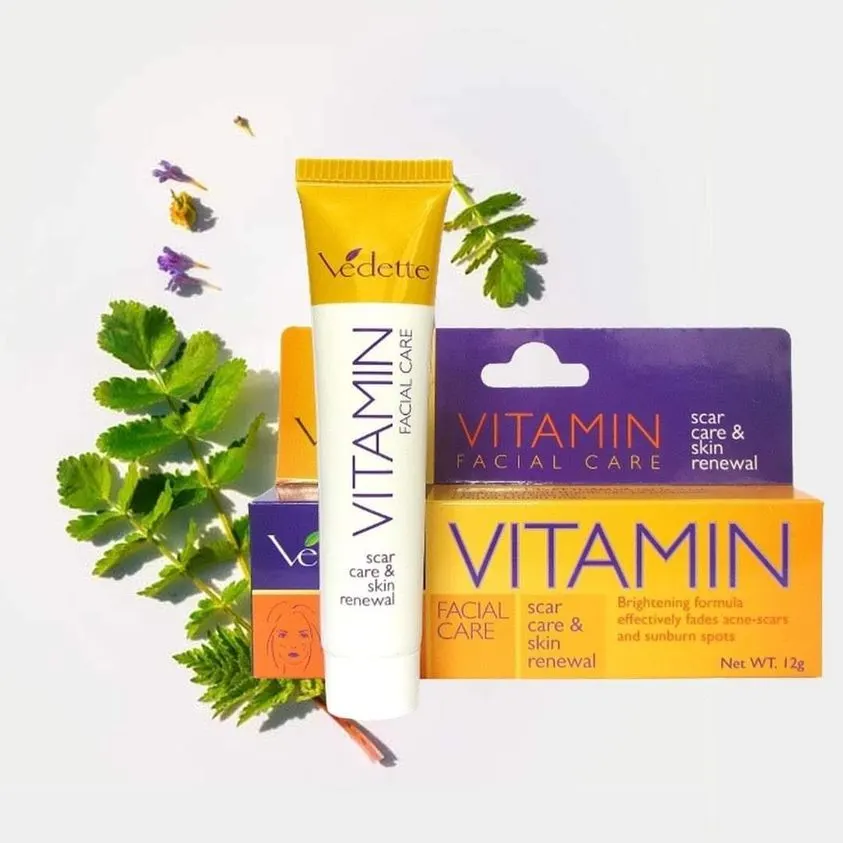 Vedette
VITAMIN
FACIAL CARE
scar
care &
skin
renewal
VITAMIN
FACIAL CARE
scar
care &
skin
renewal
VITAMIN
FACIAL
CARE
scar
care &
skin
renewal
Brightening formula
effectively fades acne-scars
and sunburn spots
Net WT. 12g